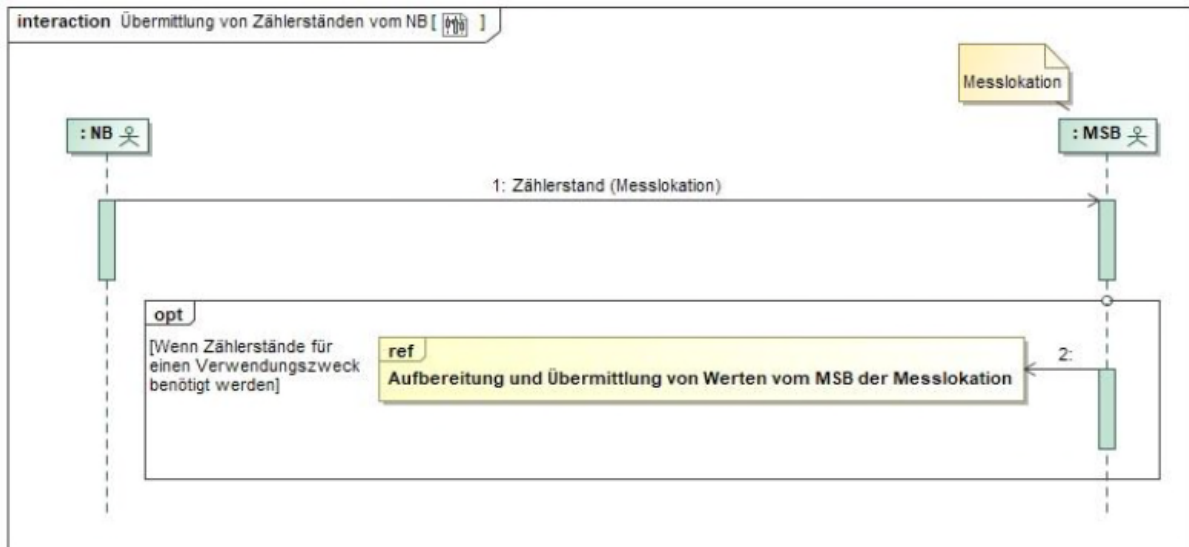 interaction Übermittlung von Zählerständen vom NB [ ]
Messlokation
: NB
: MSB
1: Zählerstand (Messlokation)
opt
[Wenn Zählerstände für
einen Verwendungszweck
benötigt werden]
ref
Aufbereitung und Übermittlung von Werten vom MSB der Messlokation
2: